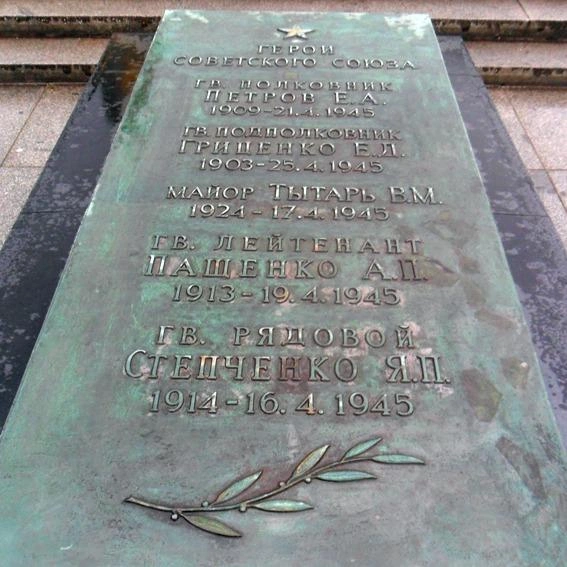 ГЕРОИ
СОВЕТСКОГО СОЮЗА
ГВ. ПОЛКОВНИК
ПЕТРОВ Е.А.
1909-21.4.1945
ГВ. ПОДПОЛКОВНИК
ГРИЦЕНКО Е.Л.
1903-25.4.1945
МАЙОР ТЫТАРЬ В.М.
1924-17.4.1945
ГВ. ЛЕЙТЕНАНТ
ПАЩЕНКО А.П.
1913-19.4.1945
ГВ. РЯДОВОЙ
СТЕПЧЕНКО Я.П.
1914-16.4.1945